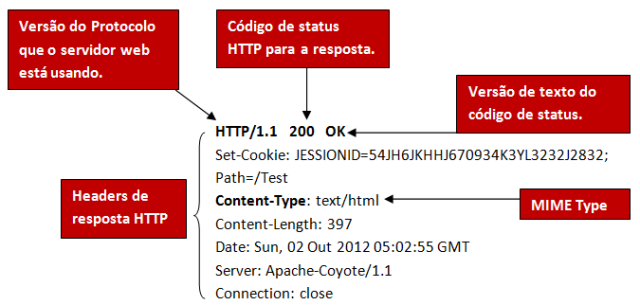 Versão do Protocolo
que o servidor web
está usando.
Código de status
HTTP para a resposta.
Versão de texto do
código de status.
HTTP/1.1 200 OK
Set-Cookie: JESSIONID=54JH6JKHHJ670934K3YL3232J2832;
Path=/Test
Headers de
resposta HTTP
Content-Type: text/html
MIME Type
Content-Length: 397
Date: Sun, 02 Out 2012 05:02:55 GMT
Server: Apache-Coyote/1.1
Connection: close